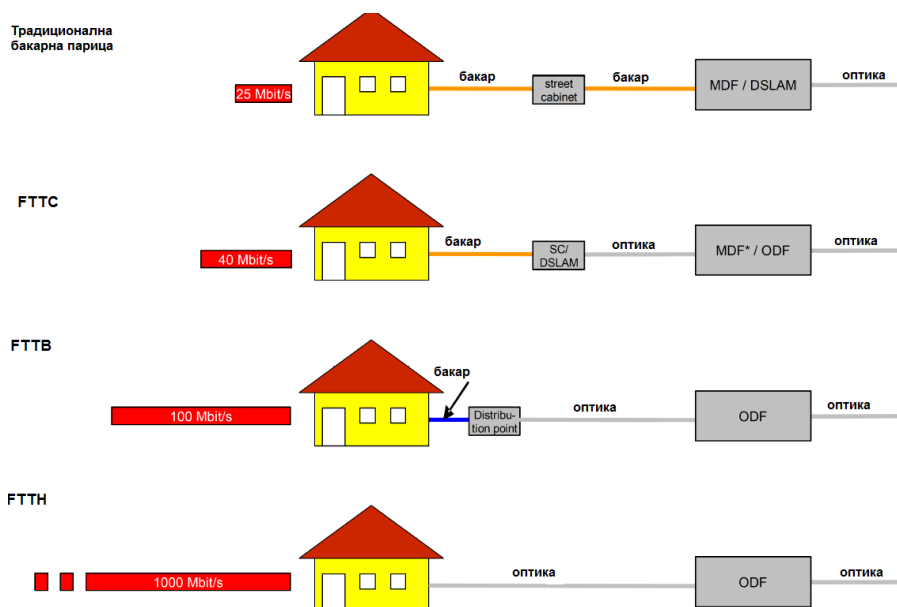 Традиционална
бакарна парица
25 Mbit/s
бакар
street
cabinet
бакар
MDF / DSLAM
оптика
FTTC
40 Mbit/s
бакар
SC/
DSLAM
оптика
MDF* / ODF
оптика
FTTB
100 Mbit/s
бакар
Distribu-
tion point
оптика
ODF
оптика
FTTH
1000 Mbit/s
оптика
ODF
оптика